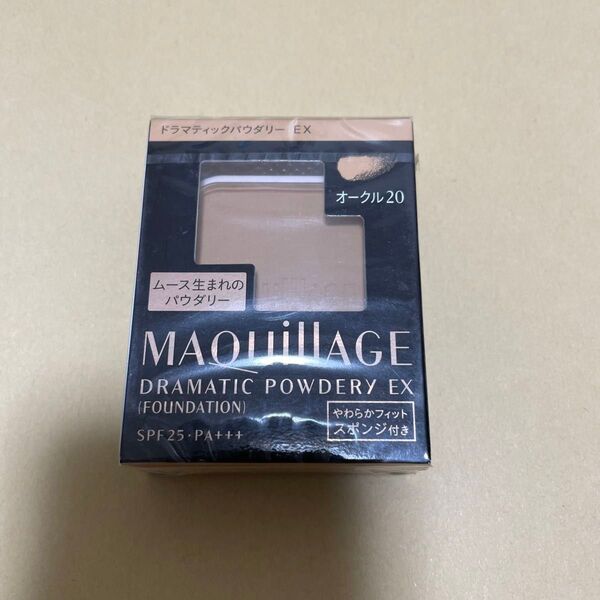 ドラマティックパウダリー EX
オークル20
ムース生まれの
パウダリー
MAQuillAGE
DRAMATIC POWDERY EX
(FOUNDATION)
SPF25・PA+++
やわらかフィット
スポンジ付き